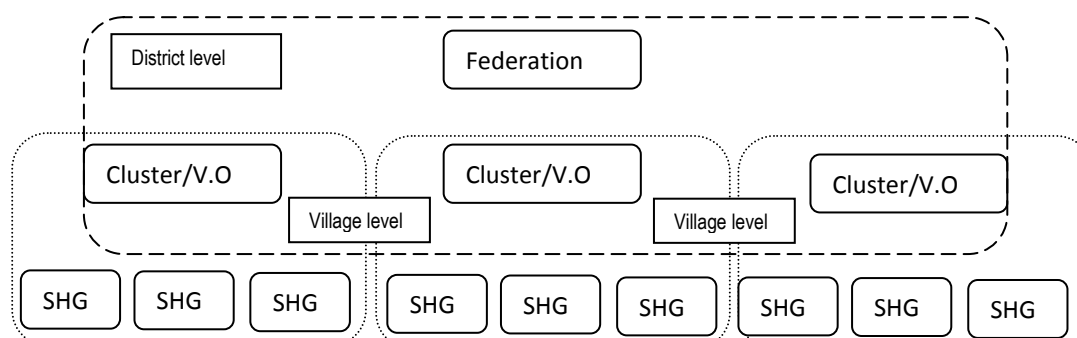 District level
Federation
Cluster/V.O
Cluster/V.O
Cluster/V.O
Village level
Village level
SHG
SHG
SHG
SHG
SHG
SHG
SHG
SHG
SHG